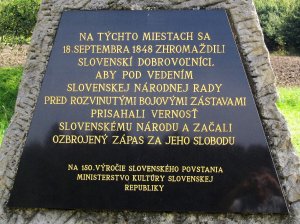 NA TÝCHTO MIESTACH SA
18. SEPTEMBRA 1848 ZHROMAŽDILI
SLOVENSKÍ DOBROVOĽNÍCI,
ABY POD VEDENÍM
SLOVENSKEJ NÁRODNEJ RADY
PRED ROZVINUTÝMI BOJOVÝMI ZÁSTAVAMI
PRISAHALI VERNOSŤ
SLOVENSKÉMU NÁRODU A ZAČALI
OZBROJENÝ ZÁPAS ZA JEHO SLOBODU
NA 150. VÝROČIE SLOVENSKÉHO POVSTANIA
MINISTERSTVO KULTÚRY SLOVENSKEJ
REPUBLIKY